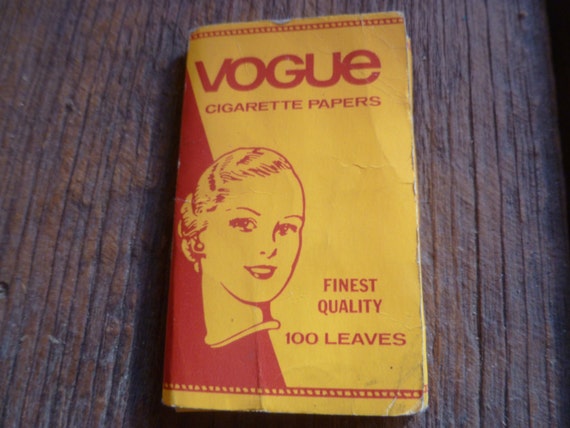 VOGUe
CIGARETTE PAPERS
FINEST
QUALITY
100 LEAVES